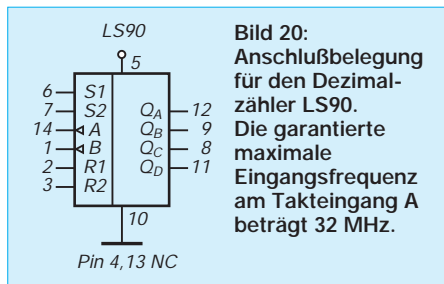 LS90
5
6 S1
7 S2
14 A
1 B
2 R1
3 R2
QA 12
QB 9
QC 8
QD 11
10
Pin 4,13 NC
Bild 20:
Anschlußbelegung
für den Dezimal-
zähler LS90.
Die garantierte
maximale
Eingangsfrequenz
am Takteingang A
beträgt 32 MHz.